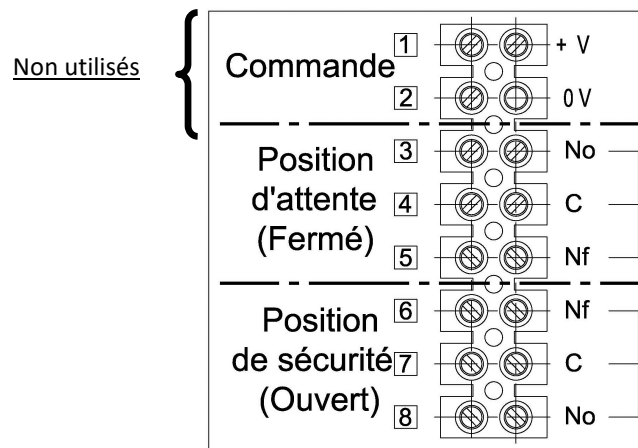 Non utilisés
Commande
1 + V
2 0 V
Position
d'attente
(Fermé)
3 No
4 C
5 Nf
Position
de sécurité
(Ouvert)
6 Nf
7 C
8 No